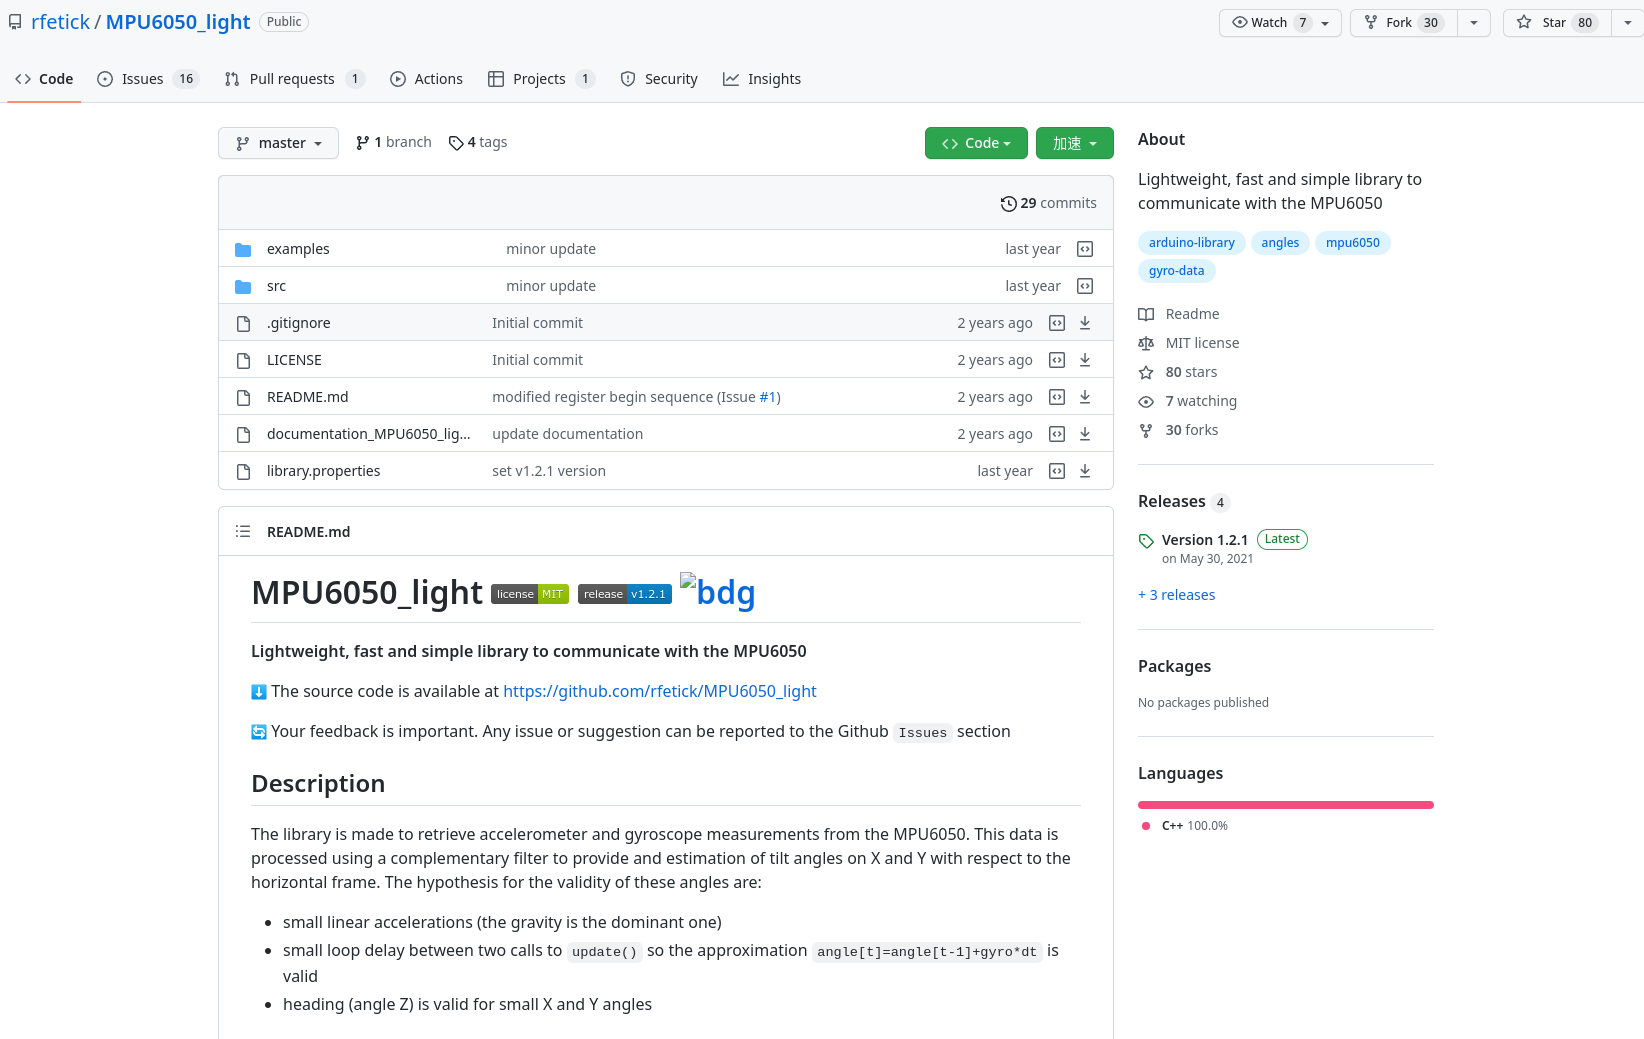 rfetick / MPU6050_light Public
Watch 7 Fork 30 Star 80
Code Issues 16 Pull requests 1 Actions Projects 1 Security Insights
master 1 branch 4 tags Code 加速
29 commits
examples minor update last year
src minor update last year
.gitignore Initial commit 2 years ago
LICENSE Initial commit 2 years ago
README.md modified register begin sequence (Issue #1) 2 years ago
documentation_MPU6050_lig... update documentation 2 years ago
library.properties set v1.2.1 version last year
README.md
MPU6050_light license MIT release v1.2.1 bdg
Lightweight, fast and simple library to communicate with the MPU6050
The source code is available at https://github.com/rfetick/MPU6050_light
Your feedback is important. Any issue or suggestion can be reported to the Github Issues section
Description
The library is made to retrieve accelerometer and gyroscope measurements from the MPU6050. This data is
processed using a complementary filter to provide and estimation of tilt angles on X and Y with respect to the
horizontal frame. The hypothesis for the validity of these angles are:
small linear accelerations (the gravity is the dominant one)
small loop delay between two calls to update() so the approximation angle[t]=angle[t-1]+gyro*dt is
valid
heading (angle Z) is valid for small X and Y angles
About
Lightweight, fast and simple library to
communicate with the MPU6050
arduino-library angles mpu6050
gyro-data
Readme
MIT license
80 stars
7 watching
30 forks
Releases 4
Version 1.2.1 Latest
on May 30, 2021
+ 3 releases
Packages
No packages published
Languages
C++ 100.0%